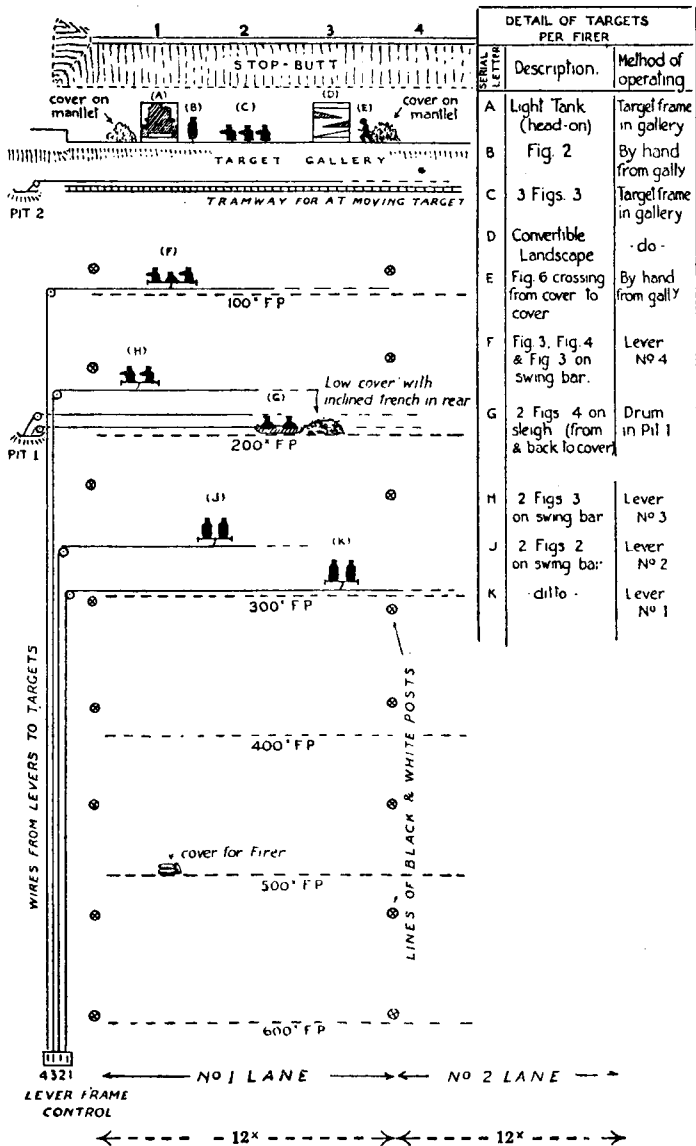 1 2 3 4
STOP-BUTT
cover on mantlet
(A)
(B)
(C)
(D)
(E)
cover on mantlet
TARGET GALLERY
PIT 2
TRAMWAY FOR AT MOVING TARGET
(F)
100ˣ F P
(H)
Low cover with
inclined trench in rear
(G)
PIT 1
200ˣ F P
(J)
(K)
300ˣ F P
400ˣ F P
cover for Firer
500ˣ F P
600ˣ F P
WIRES FROM LEVERS TO TARGETS
LINES OF BLACK & WHITE POSTS
4321
LEVER FRAME
CONTROL
Nº 1 LANE
Nº 2 LANE
12ˣ
12ˣ
DETAIL OF TARGETS
PER FIRER
SERIAL LETTER
Description.
Method of operating
A Light Tank (head-on) Target frame in gallery
B Fig. 2 By hand from gally
C 3 Figs. 3 Target frame in gallery
D Convertible Landscape - do -
E Fig. 6 crossing from cover to cover By hand from gally
F Fig. 3, Fig. 4 & Fig 3 on swing bar. Lever Nº 4
G 2 Figs 4 on sleigh (from & back to cover) Drum in Pit 1
H 2 Figs 3 on swing bar Lever Nº 3
J 2 Figs 2 on swing bar Lever Nº 2
K - ditto - Lever Nº 1